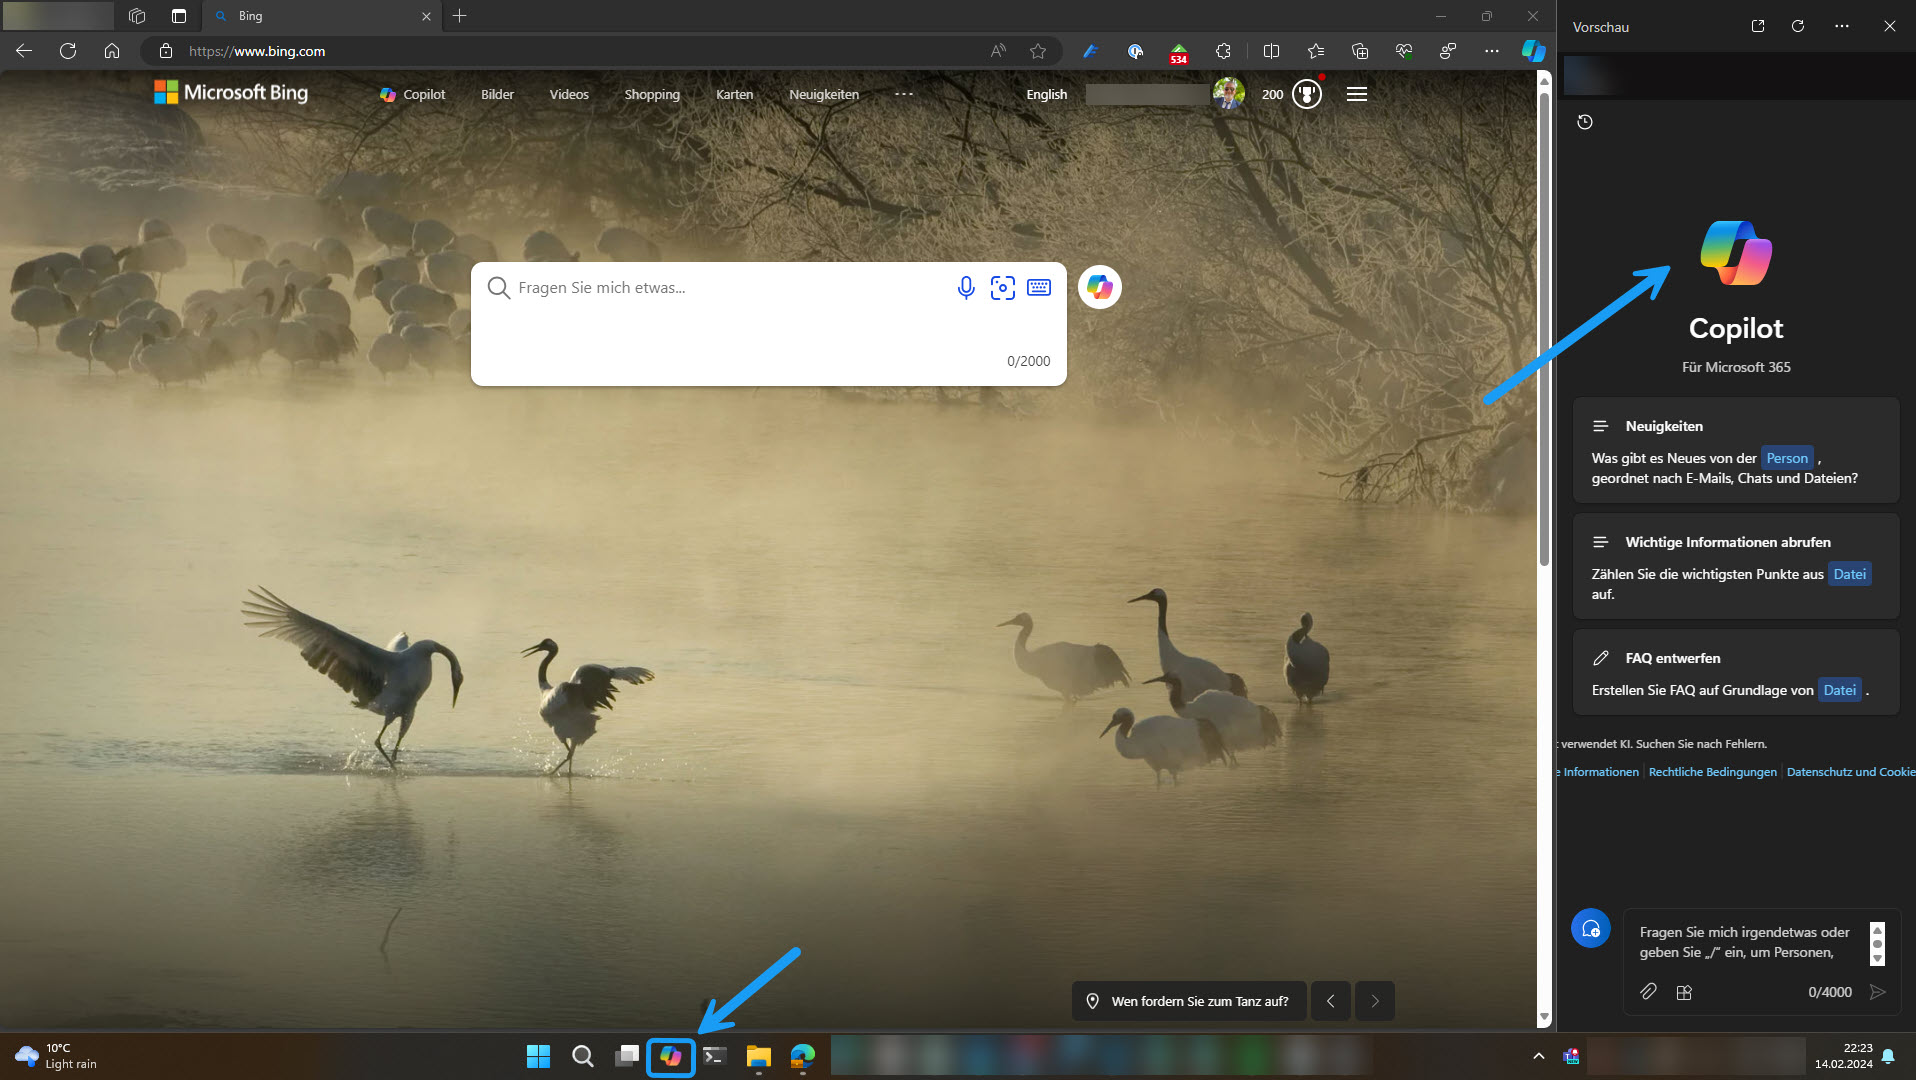 Bing
https://www.bing.com
534
Microsoft Bing
Copilot
Bilder
Videos
Shopping
Karten
Neuigkeiten
English
200
Fragen Sie mich etwas...
0/2000
Wen fordern Sie zum Tanz auf?
Vorschau
Copilot
Für Microsoft 365
Neuigkeiten
Was gibt es Neues von der Person ,
geordnet nach E-Mails, Chats und Dateien?
Wichtige Informationen abrufen
Zählen Sie die wichtigsten Punkte aus Datei
auf.
FAQ entwerfen
Erstellen Sie FAQ auf Grundlage von Datei .
verwendet KI. Suchen Sie nach Fehlern.
Informationen Rechtliche Bedingungen Datenschutz und Cookie
Fragen Sie mich irgendetwas oder
geben Sie „/“ ein, um Personen,
0/4000
10°C
Light rain
22:23
14.02.2024